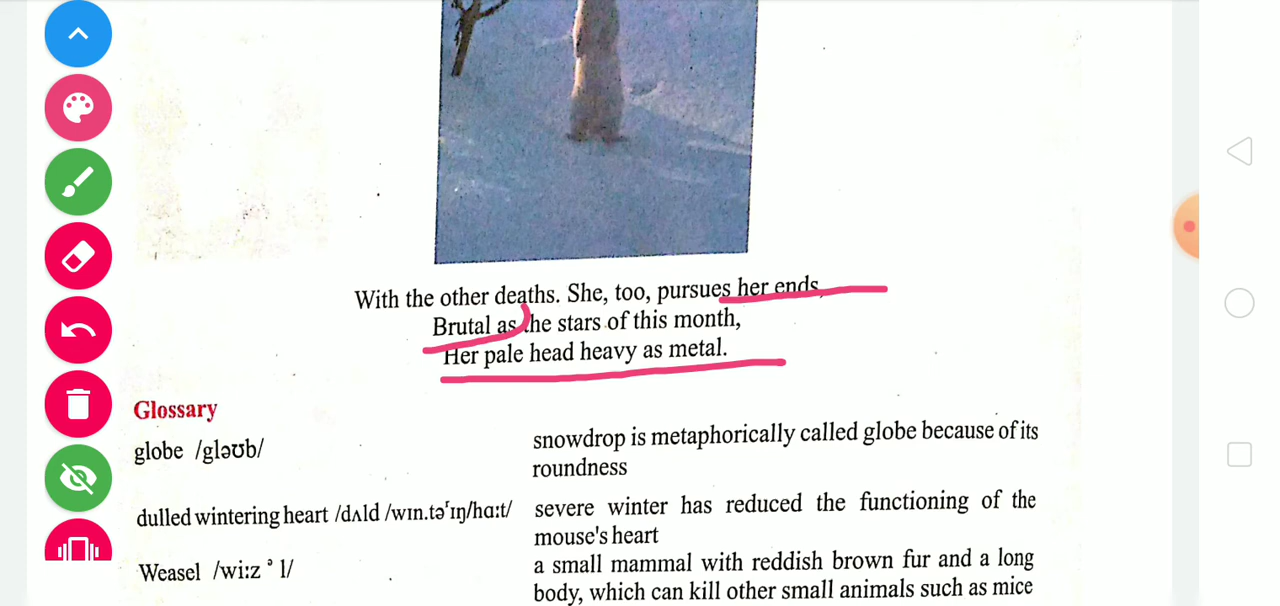 With the other deaths. She, too, pursues her ends,
Brutal as the stars of this month,
Her pale head heavy as metal.
Glossary
globe /gləʊb/
snowdrop is metaphorically called globe because of its
roundness
dulled wintering heart /dʌld /wɪn.təʳɪŋ/hɑːt/
severe winter has reduced the functioning of the
mouse's heart
Weasel /wiːz ᵊ l/
a small mammal with reddish brown fur and a long
body, which can kill other small animals such as mice